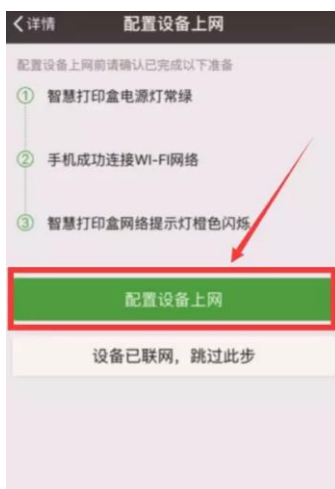 详情 配置设备上网
配置设备上网前请确认已完成以下准备
① 智慧打印盒电源灯常绿
② 手机成功连接WI-FI网络
③ 智慧打印盒网络提示灯橙色闪烁
配置设备上网
设备已联网，跳过此步